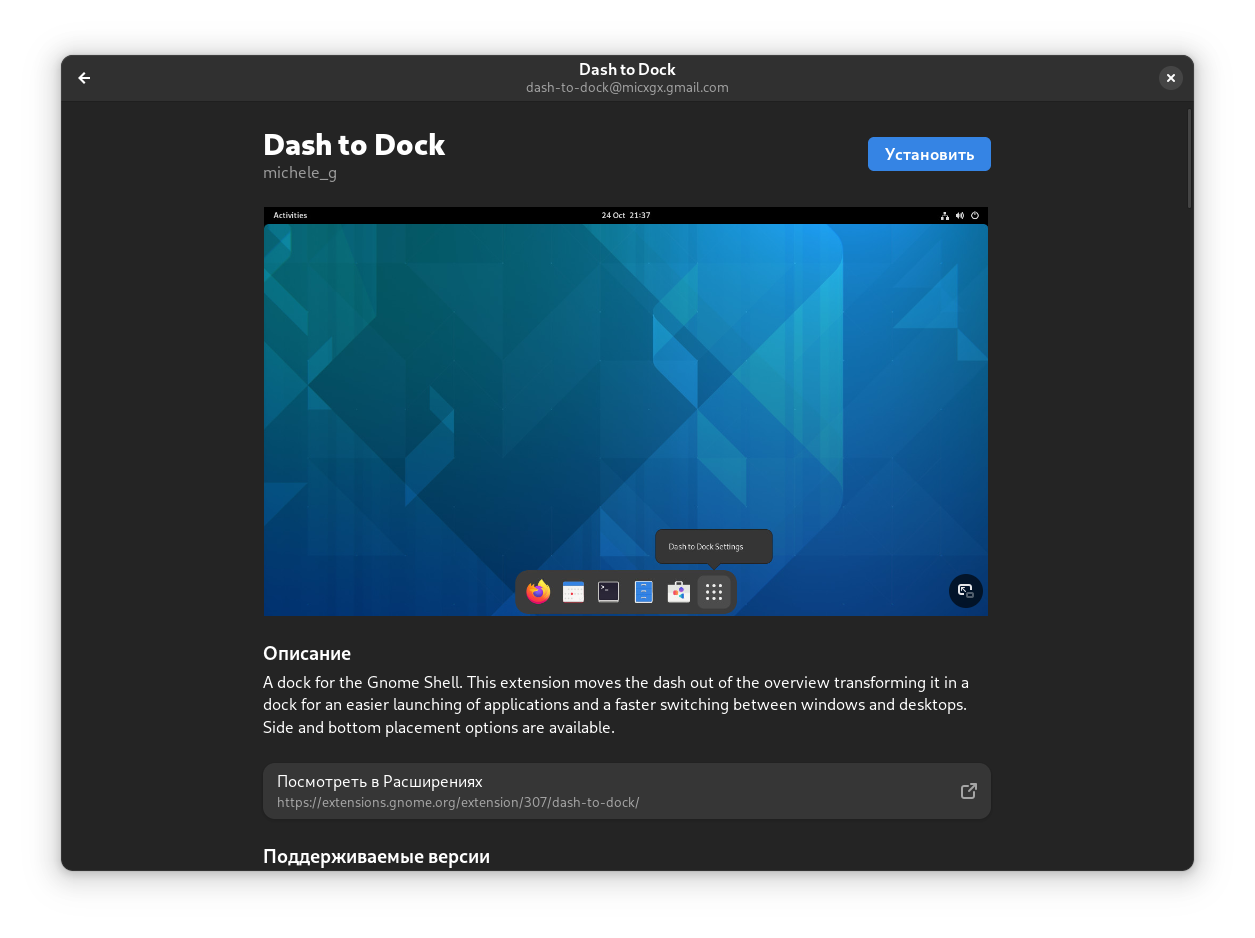 Dash to Dock
dash-to-dock@micxgx.gmail.com
Dash to Dock
michele_g
Установить
Activities
24 Oct 21:37
Dash to Dock Settings
Описание
A dock for the Gnome Shell. This extension moves the dash out of the overview transforming it in a
dock for an easier launching of applications and a faster switching between windows and desktops.
Side and bottom placement options are available.
Посмотреть в Расширениях
https://extensions.gnome.org/extension/307/dash-to-dock/
Поддерживаемые версии